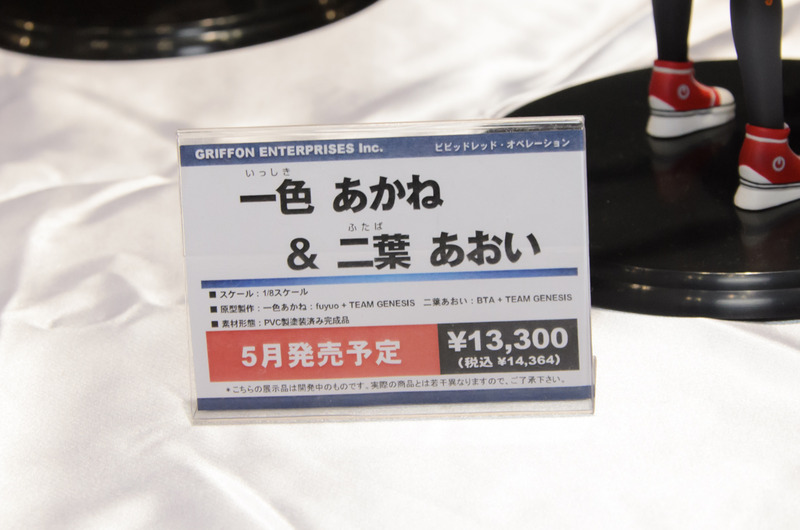 GRIFFON ENTERPRISES Inc. ビビッドレッド・オペレーション
いっしき
一色 あかね
ふたば
& 二葉 あおい
■ スケール：1/8スケール
■ 原型製作：一色あかね：fuyuo + TEAM GENESIS 二葉あおい：BTA + TEAM GENESIS
■ 素材形態：PVC製塗装済み完成品
5月発売予定 ¥13,300
(税込 ¥14,364)
＊こちらの展示品は開発中のものです。実際の商品とは若干異なりますので、ご了承下さい。